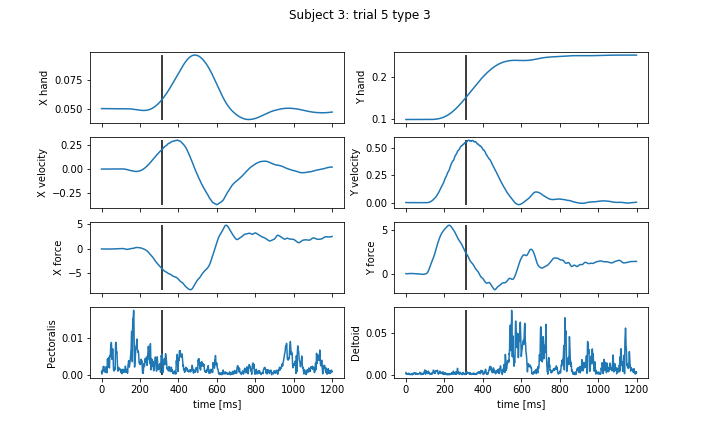 Subject 3: trial 5 type 3
X hand
0.075
0.050
Y hand
0.2
0.1
X velocity
0.25
0.00
−0.25
Y velocity
0.50
0.25
0.00
X force
5
0
−5
Y force
5
0
Pectoralis
0.01
0.00
0 200 400 600 800 1000 1200
time [ms]
Deltoid
0.05
0.00
0 200 400 600 800 1000 1200
time [ms]